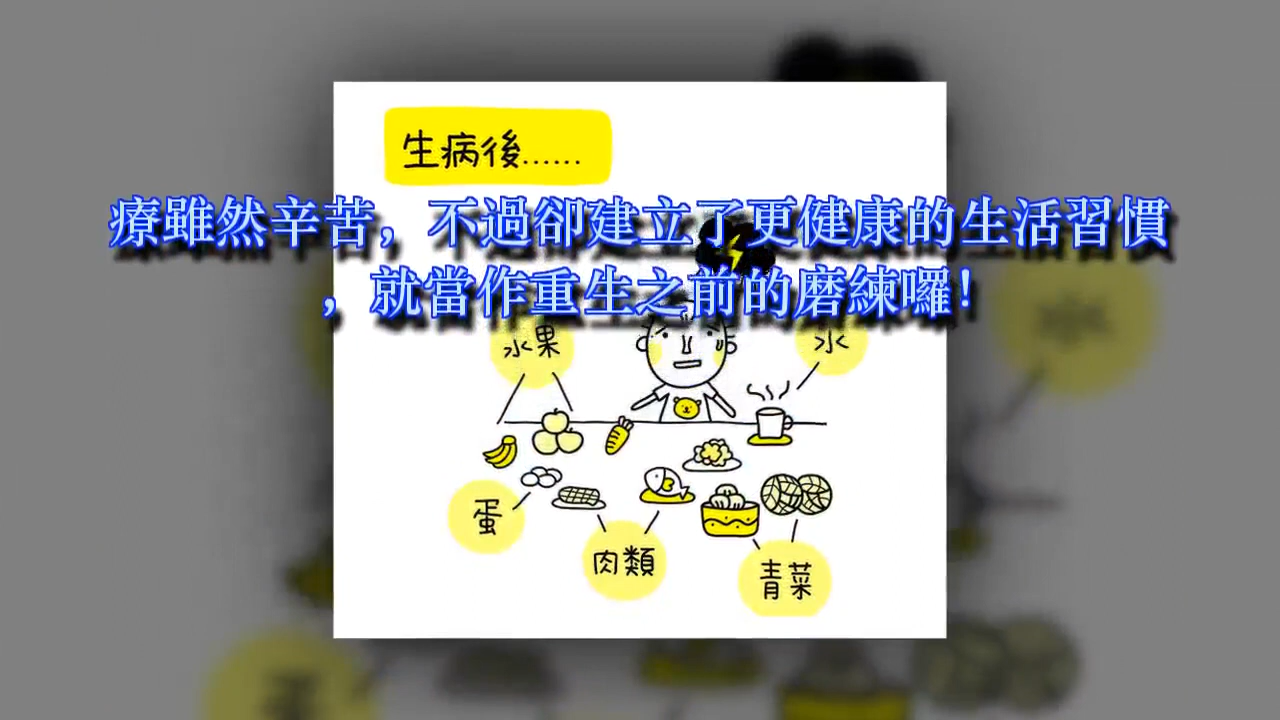 生病後......
療雖然辛苦，不過卻建立了更健康的生活習慣
，就當作重生之前的磨練囉！
水果
水
蛋
肉類
青菜